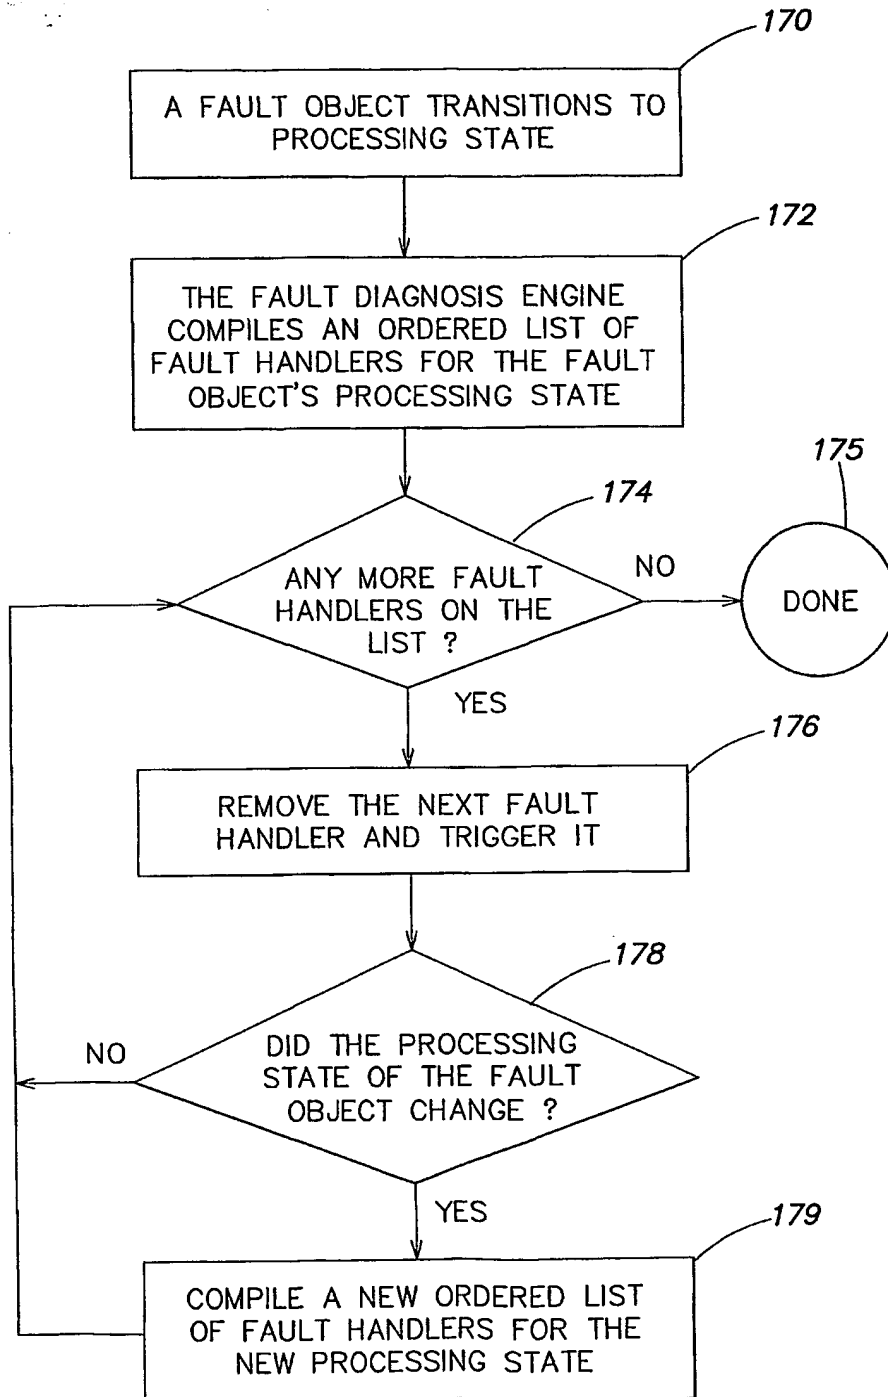 170
A FAULT OBJECT TRANSITIONS TO
PROCESSING STATE
172
THE FAULT DIAGNOSIS ENGINE
COMPILES AN ORDERED LIST OF
FAULT HANDLERS FOR THE FAULT
OBJECT'S PROCESSING STATE
174
175
ANY MORE FAULT
HANDLERS ON THE
LIST ?
NO
DONE
YES
176
REMOVE THE NEXT FAULT
HANDLER AND TRIGGER IT
178
DID THE PROCESSING
STATE OF THE FAULT
OBJECT CHANGE ?
NO
YES
179
COMPILE A NEW ORDERED LIST
OF FAULT HANDLERS FOR THE
NEW PROCESSING STATE